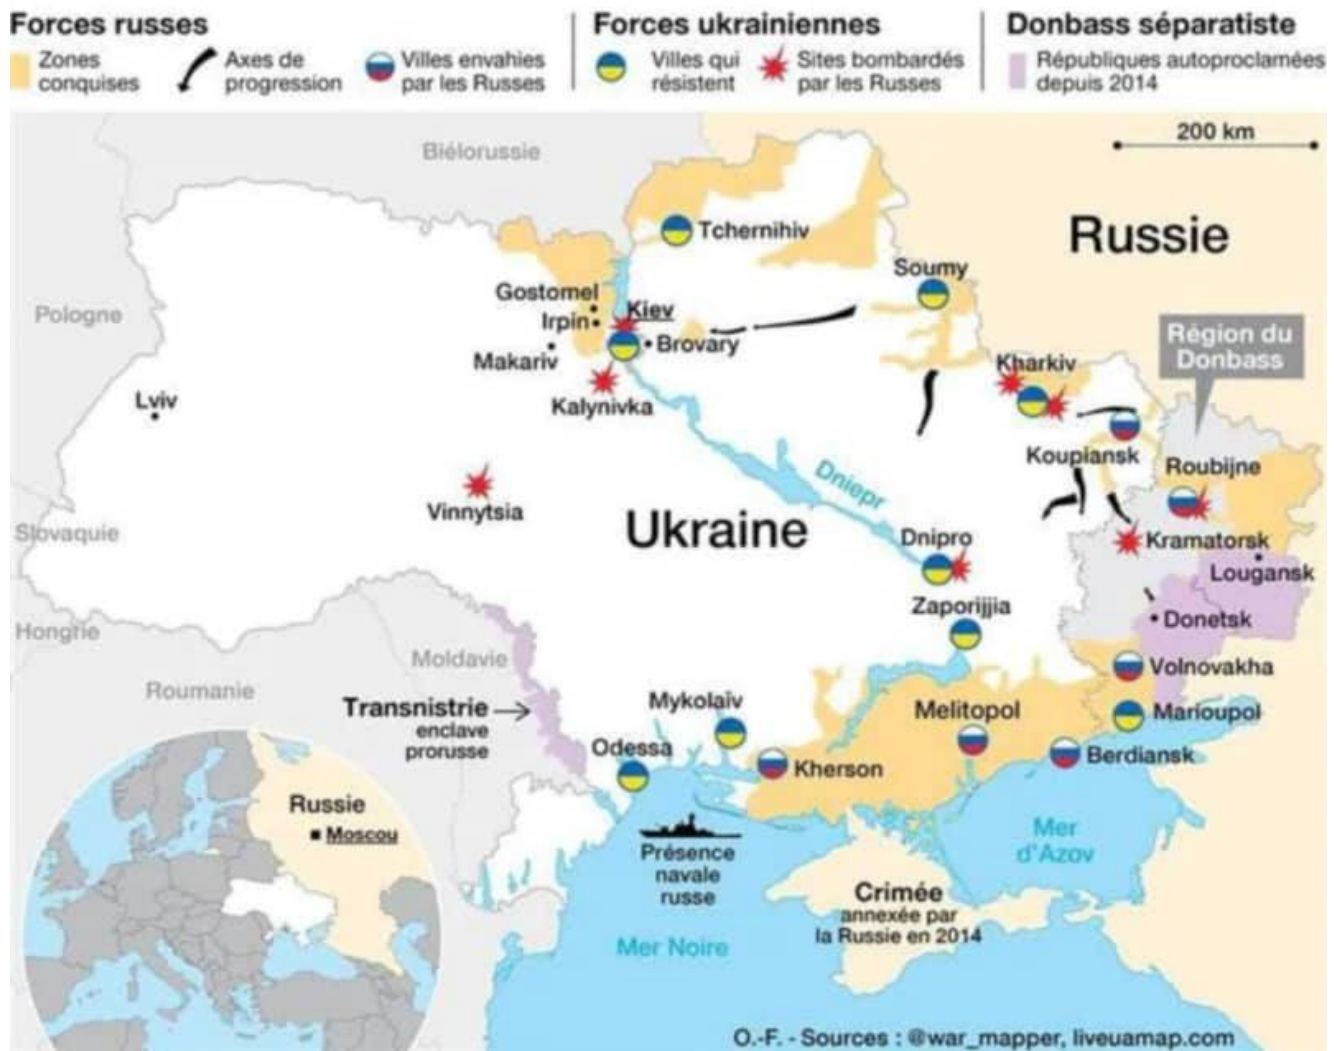 Forces russes
Zones
conquises
Axes de
progression
Villes envahies
par les Russes
Forces ukrainiennes
Villes qui
résistent
Sites bombardés
par les Russes
Donbass séparatiste
Républiques autoproclamées
depuis 2014
200 km
Biélorussie
Russie
Tchernihiv
Soumy
Gostomel
Kiev
Irpin
Brovary
Makariv
Pologne
Région du
Donbass
Kharkiv
Kalynivka
Lviv
Koupiansk
Roubijne
Dniepr
Vinnytsia
Ukraine
Slovaquie
Dnipro
Kramatorsk
Lougansk
Zaporijjia
Donetsk
Hongrie
Moldavie
Volnovakha
Roumanie
Transnistrie
enclave
prorusse
Mykolaïv
Melitopol
Marioupol
Odessa
Kherson
Berdiansk
Russie
Moscou
Présence
navale
russe
Mer
d'Azov
Crimée
annexée par
la Russie en 2014
Mer Noire
O.-F. - Sources : @war_mapper, liveuamap.com